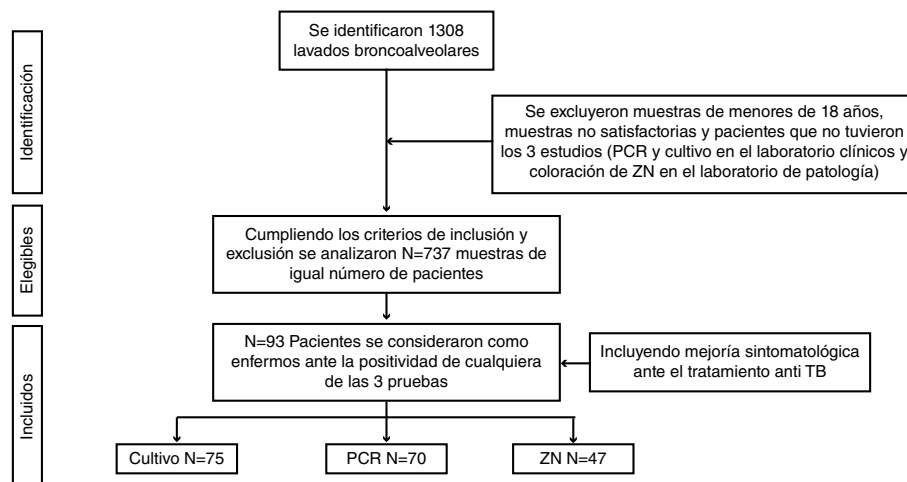 Identificación
Se identificaron 1308
lavados broncoalveolares
Se excluyeron muestras de menores de 18 años,
muestras no satisfactorias y pacientes que no tuvieron
los 3 estudios (PCR y cultivo en el laboratorio clínicos y
coloración de ZN en el laboratorio de patología)
Elegibles
Cumpliendo los criterios de inclusión y
exclusión se analizaron N=737 muestras de
igual número de pacientes
Incluidos
N=93 Pacientes se consideraron como
enfermos ante la positividad de cualquiera
de las 3 pruebas
Incluyendo mejoría sintomatológica
ante el tratamiento anti TB
Cultivo N=75
PCR N=70
ZN N=47